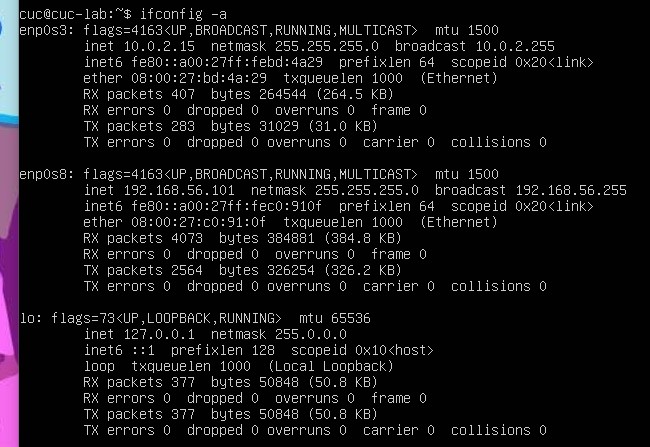 cuc@cuc-lab:~$ ifconfig -a
enp0s3: flags=4163<UP,BROADCAST,RUNNING,MULTICAST>  mtu 1500
        inet 10.0.2.15  netmask 255.255.255.0  broadcast 10.0.2.255
        inet6 fe80::a00:27ff:febd:4a29  prefixlen 64  scopeid 0x20<link>
        ether 08:00:27:bd:4a:29  txqueuelen 1000  (Ethernet)
        RX packets 407  bytes 264544 (264.5 KB)
        RX errors 0  dropped 0  overruns 0  frame 0
        TX packets 283  bytes 31029 (31.0 KB)
        TX errors 0  dropped 0 overruns 0  carrier 0  collisions 0

enp0s8: flags=4163<UP,BROADCAST,RUNNING,MULTICAST>  mtu 1500
        inet 192.168.56.101  netmask 255.255.255.0  broadcast 192.168.56.255
        inet6 fe80::a00:27ff:fec0:910f  prefixlen 64  scopeid 0x20<link>
        ether 08:00:27:c0:91:0f  txqueuelen 1000  (Ethernet)
        RX packets 4073  bytes 384881 (384.8 KB)
        RX errors 0  dropped 0  overruns 0  frame 0
        TX packets 2564  bytes 326254 (326.2 KB)
        TX errors 0  dropped 0 overruns 0  carrier 0  collisions 0

lo: flags=73<UP,LOOPBACK,RUNNING>  mtu 65536
        inet 127.0.0.1  netmask 255.0.0.0
        inet6 ::1  prefixlen 128  scopeid 0x10<host>
        loop  txqueuelen 1000  (Local Loopback)
        RX packets 377  bytes 50848 (50.8 KB)
        RX errors 0  dropped 0  overruns 0  frame 0
        TX packets 377  bytes 50848 (50.8 KB)
        TX errors 0  dropped 0 overruns 0  carrier 0  collisions 0